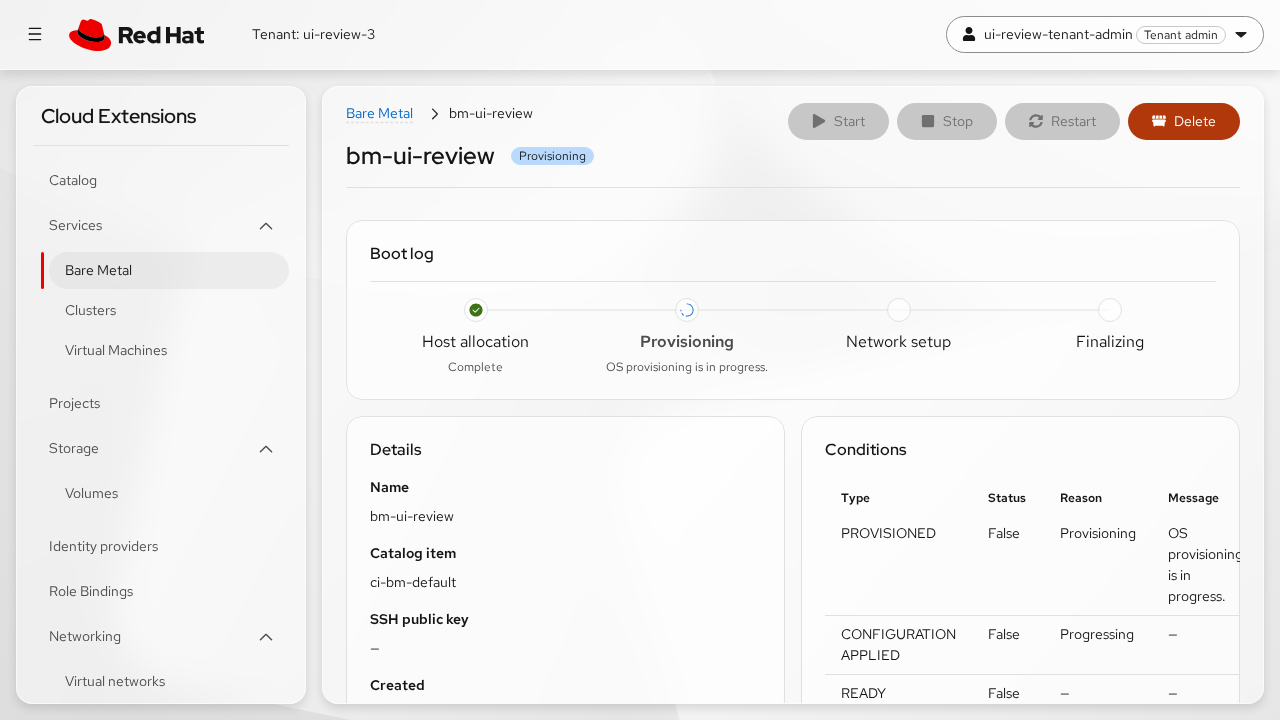 Red Hat
Tenant: ui-review-3
ui-review-tenant-admin Tenant admin
Cloud Extensions
Catalog
Services
Bare Metal
Clusters
Virtual Machines
Projects
Storage
Volumes
Identity providers
Role Bindings
Networking
Virtual networks
Bare Metal
bm-ui-review
Start
Stop
Restart
Delete
bm-ui-review
Provisioning
Boot log
Host allocation
Complete
Provisioning
OS provisioning is in progress.
Network setup
Finalizing
Details
Name
bm-ui-review
Catalog item
ci-bm-default
SSH public key
—
Created
Conditions
Type Status Reason Message
PROVISIONED False Provisioning OS
provisioning
is in
progress.
CONFIGURATION False Progressing —
APPLIED
READY False — —